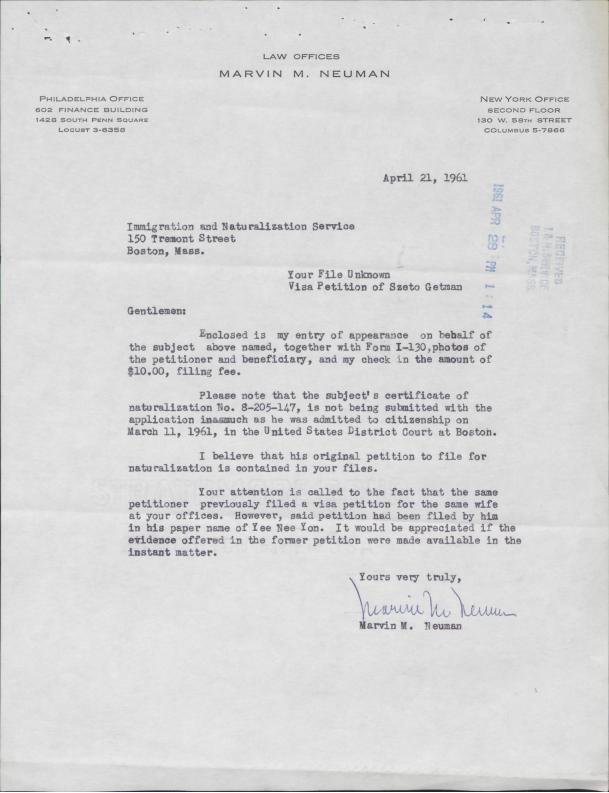 LAW OFFICES
MARVIN M. NEUMAN
PHILADELPHIA OFFICE
602 FINANCE BUILDING
1428 SOUTH PENN SQUARE
LOCUST 3-6358
NEW YORK OFFICE
SECOND FLOOR
130 W. 58TH STREET
COLUMBUS 5-7866
April 21, 1961
Immigration and Naturalization Service
150 Tremont Street
Boston, Mass.
1961 APR 28 PM 1:14
RECEIVED
BOSTON, MASS.
Your File Unknown
Visa Petition of Szeto Getman
Gentlemen:
Enclosed is my entry of appearance on behalf of
the subject above named, together with Form I-130,photos of
the petitioner and beneficiary, and my check in the amount of
$10.00, filing fee.
Please note that the subject's certificate of
naturalization No. 8-205-147, is not being submitted with the
application inasmuch as he was admitted to citizenship on
March 11, 1961, in the United States District Court at Boston.
I believe that his original petition to file for
naturalization is contained in your files.
Your attention is called to the fact that the same
petitioner previously filed a visa petition for the same wife
at your offices. However, said petition had been filed by him
in his paper name of Yee Nee Yon. It would be appreciated if the
evidence offered in the former petition were made available in the
instant matter.
Yours very truly,
Marvin M. Neuman
Marvin M. Neuman